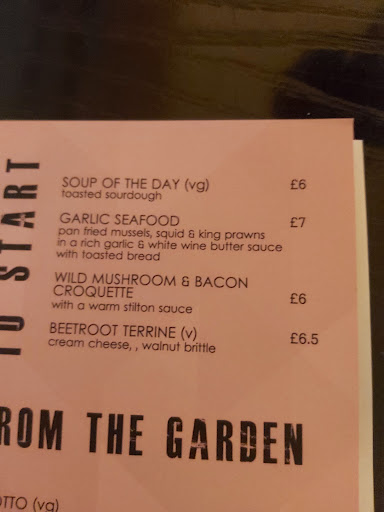 TO START
SOUP OF THE DAY (vg) £6
toasted sourdough
GARLIC SEAFOOD £7
pan fried mussels, squid & king prawns
in a rich garlic & white wine butter sauce
with toasted bread
WILD MUSHROOM & BACON
CROQUETTE £6
with a warm stilton sauce
BEETROOT TERRINE (v) £6.5
cream cheese, , walnut brittle
ROM THE GARDEN
OTTO (vg)